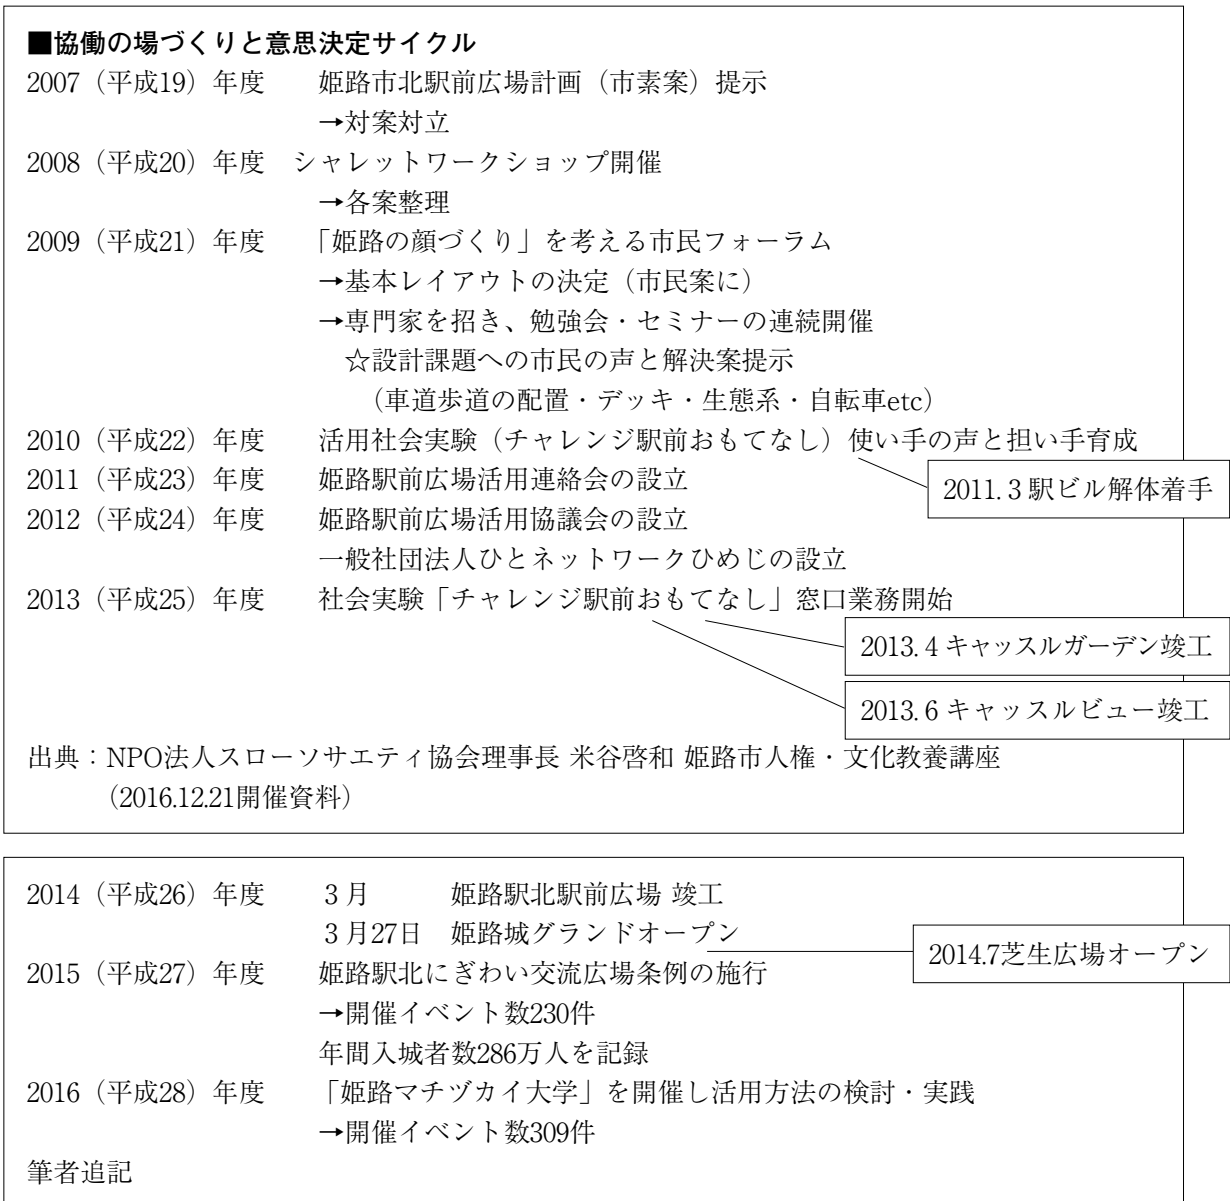 ■協働の場づくりと意思決定サイクル
2007（平成19）年度　姫路市北駅前広場計画（市素案）提示
→対案対立
2008（平成20）年度　シャレットワークショップ開催
→各案整理
2009（平成21）年度　「姫路の顔づくり」を考える市民フォーラム
→基本レイアウトの決定（市民案に）
→専門家を招き、勉強会・セミナーの連続開催
☆設計課題への市民の声と解決案提示
（車道歩道の配置・デッキ・生態系・自転車etc）
2010（平成22）年度　活用社会実験（チャレンジ駅前おもてなし）使い手の声と担い手育成
2011（平成23）年度　姫路駅前広場活用連絡会の設立
2011.３駅ビル解体着手
2012（平成24）年度　姫路駅前広場活用協議会の設立
一般社団法人ひとネットワークひめじの設立
2013（平成25）年度　社会実験「チャレンジ駅前おもてなし」窓口業務開始
2013.４キャッスルガーデン竣工
2013.６キャッスルビュー竣工
出典：NPO法人スローソサエティ協会理事長 米谷啓和 姫路市人権・文化教養講座
（2016.12.21開催資料）
2014（平成26）年度　３月　姫路駅北駅前広場 竣工
３月27日　姫路城グランドオープン
2014.7芝生広場オープン
2015（平成27）年度　姫路駅北にぎわい交流広場条例の施行
→開催イベント数230件
年間入城者数286万人を記録
2016（平成28）年度　「姫路マチヅカイ大学」を開催し活用方法の検討・実践
→開催イベント数309件
筆者追記